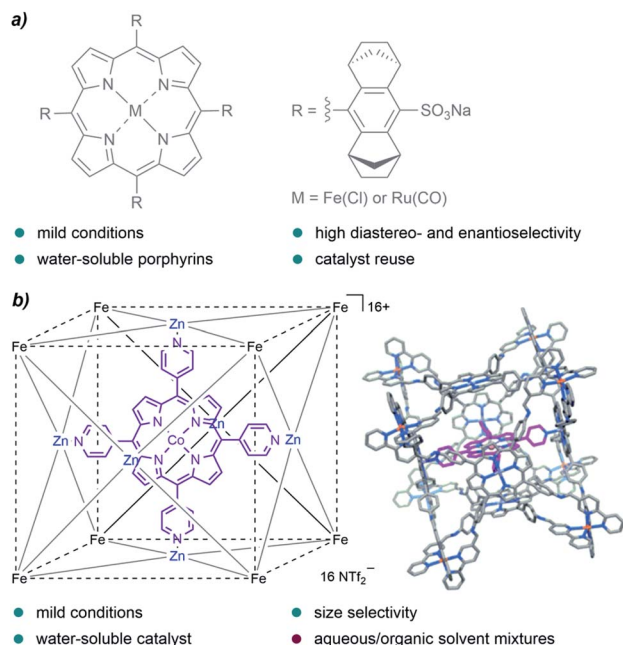 a)
R
N N
R M R
N N
R
R = SO₃Na
M = Fe(Cl) or Ru(CO)
mild conditions
high diastereo- and enantioselectivity
water-soluble porphyrins
catalyst reuse
b)
Fe Fe 16+
Zn
Fe N Fe
N N Zn
Zn N Co N Zn
Zn N N
N
Fe Zn Fe
Fe Fe
16 NTf₂⁻
mild conditions
size selectivity
water-soluble catalyst
aqueous/organic solvent mixtures